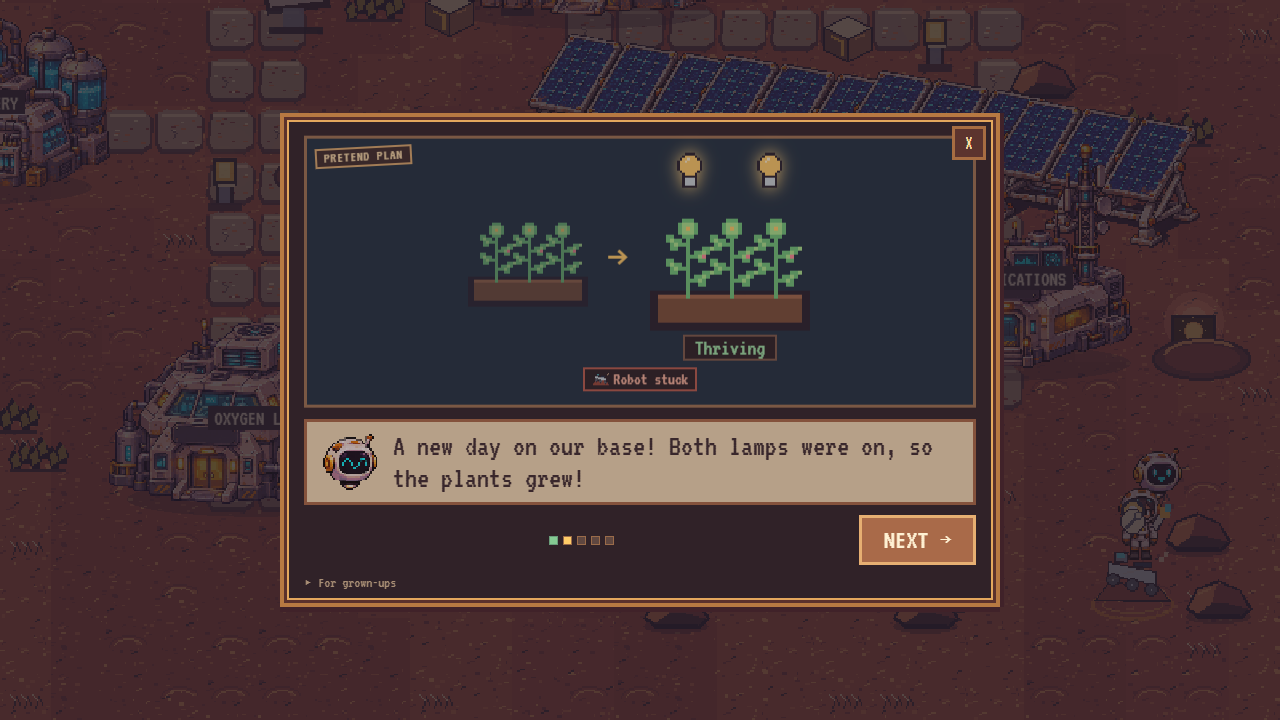 RY
PRETEND PLAN
X
Thriving
Robot stuck
ICATIONS
OXYGEN L
A new day on our base! Both lamps were on, so
the plants grew!
NEXT →
▸ For grown-ups